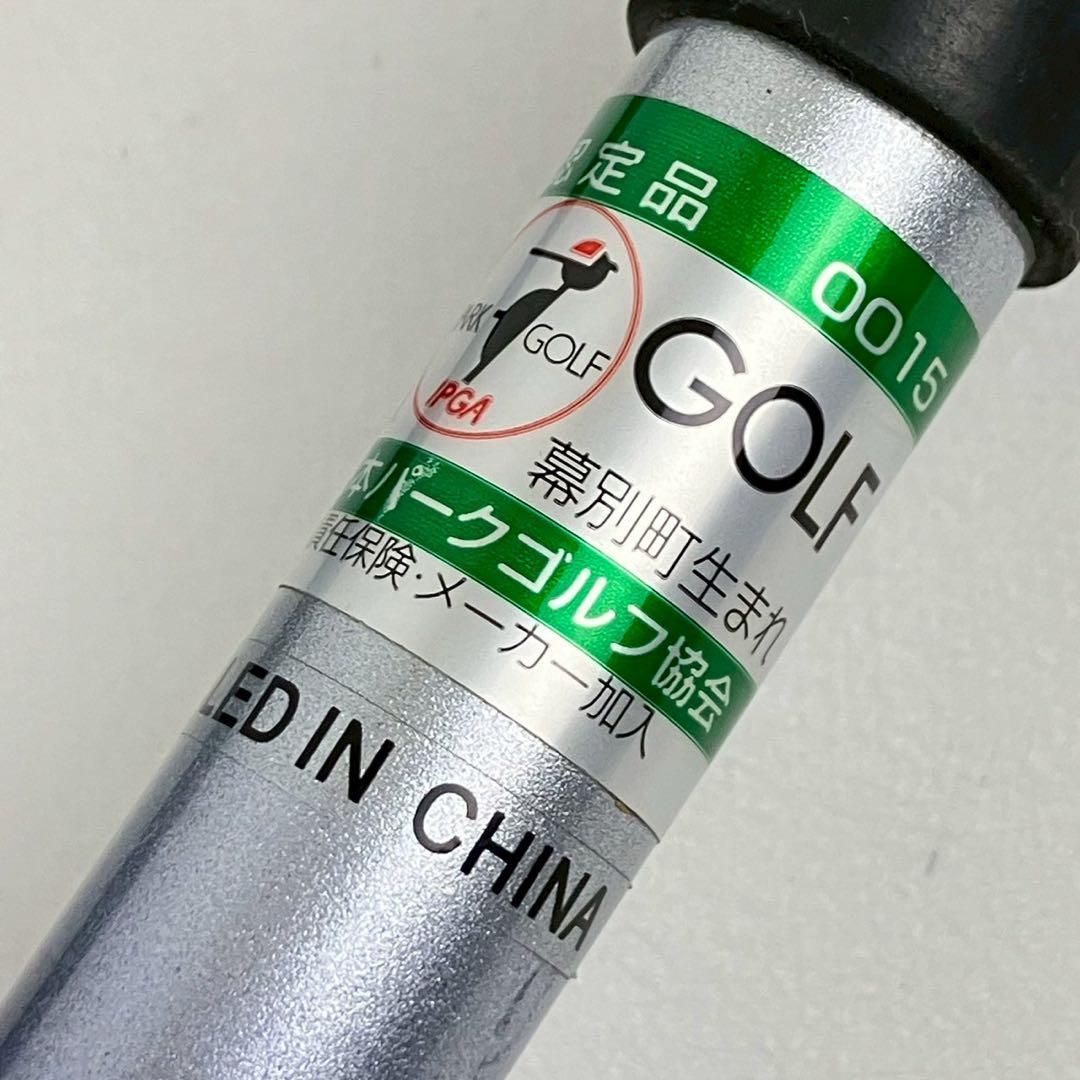 認定品 0015
GOLF
IPGA
GOLF
幕別町生まれ
本パークゴルフ協会
責任保険・メーカー加入
LED IN CHINA